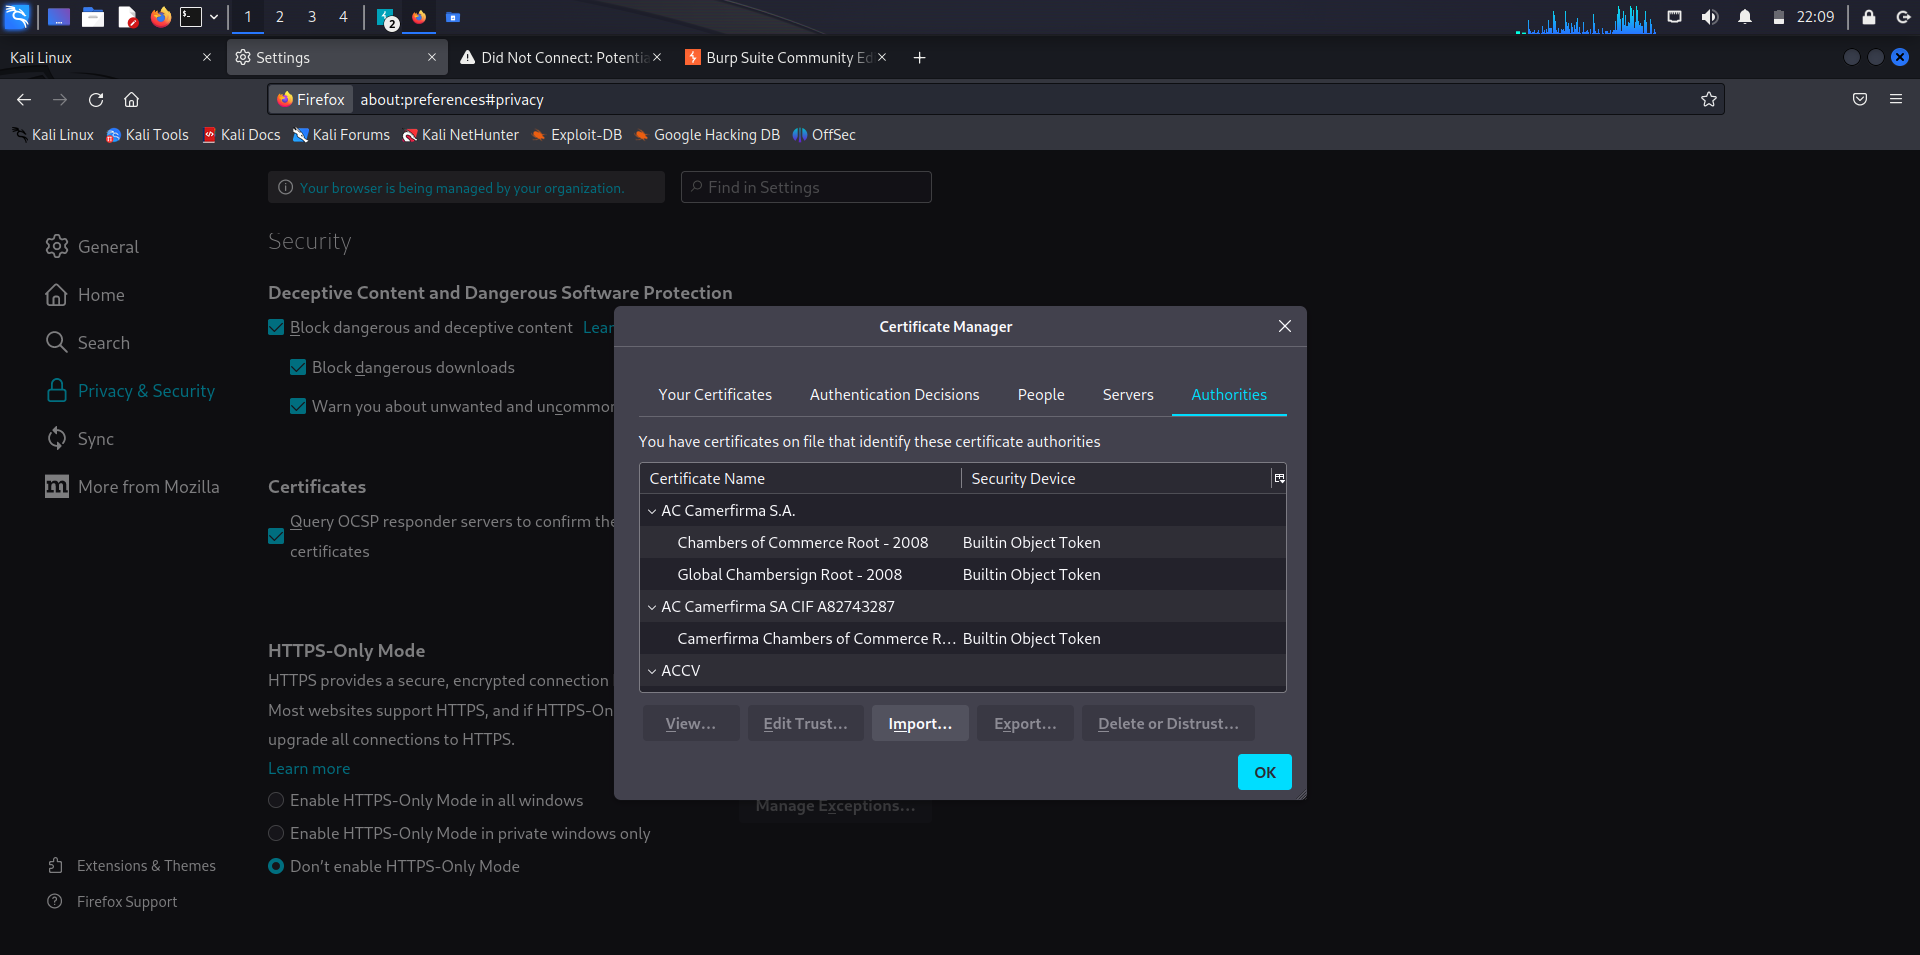 1 2 3 4 2 22:09
Kali Linux
Settings
Did Not Connect: Potentia
Burp Suite Community Ed
Firefox about:preferences#privacy
Kali Linux Kali Tools Kali Docs Kali Forums Kali NetHunter Exploit-DB Google Hacking DB OffSec
Your browser is being managed by your organization.
Find in Settings
General
Home
Search
Privacy & Security
Sync
More from Mozilla
Extensions & Themes
Firefox Support
Security
Deceptive Content and Dangerous Software Protection
Block dangerous and deceptive content Lear
Block dangerous downloads
Warn you about unwanted and uncommon
Certificates
Query OCSP responder servers to confirm the
certificates
HTTPS-Only Mode
HTTPS provides a secure, encrypted connection
Most websites support HTTPS, and if HTTPS-On
upgrade all connections to HTTPS.
Learn more
Enable HTTPS-Only Mode in all windows
Manage Exceptions...
Enable HTTPS-Only Mode in private windows only
Don't enable HTTPS-Only Mode
Certificate Manager
Your Certificates Authentication Decisions People Servers Authorities
You have certificates on file that identify these certificate authorities
Certificate Name Security Device
AC Camerfirma S.A.
Chambers of Commerce Root - 2008 Builtin Object Token
Global Chambersign Root - 2008 Builtin Object Token
AC Camerfirma SA CIF A82743287
Camerfirma Chambers of Commerce R... Builtin Object Token
ACCV
View... Edit Trust... Import... Export... Delete or Distrust...
OK